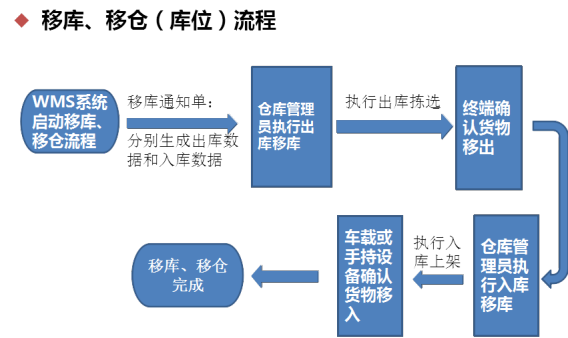 移库、移仓（库位）流程
WMS系统
启动移库、
移仓流程
移库通知单：
分别生成出库数
据和入库数据
仓库管理
员执行出
库移库
执行出库拣选
终端确
认货物
移出
仓库管
理员执
行入库
移库
执行入
库上架
车载或
手持设
备确认
货物移
入
移库、移仓
完成